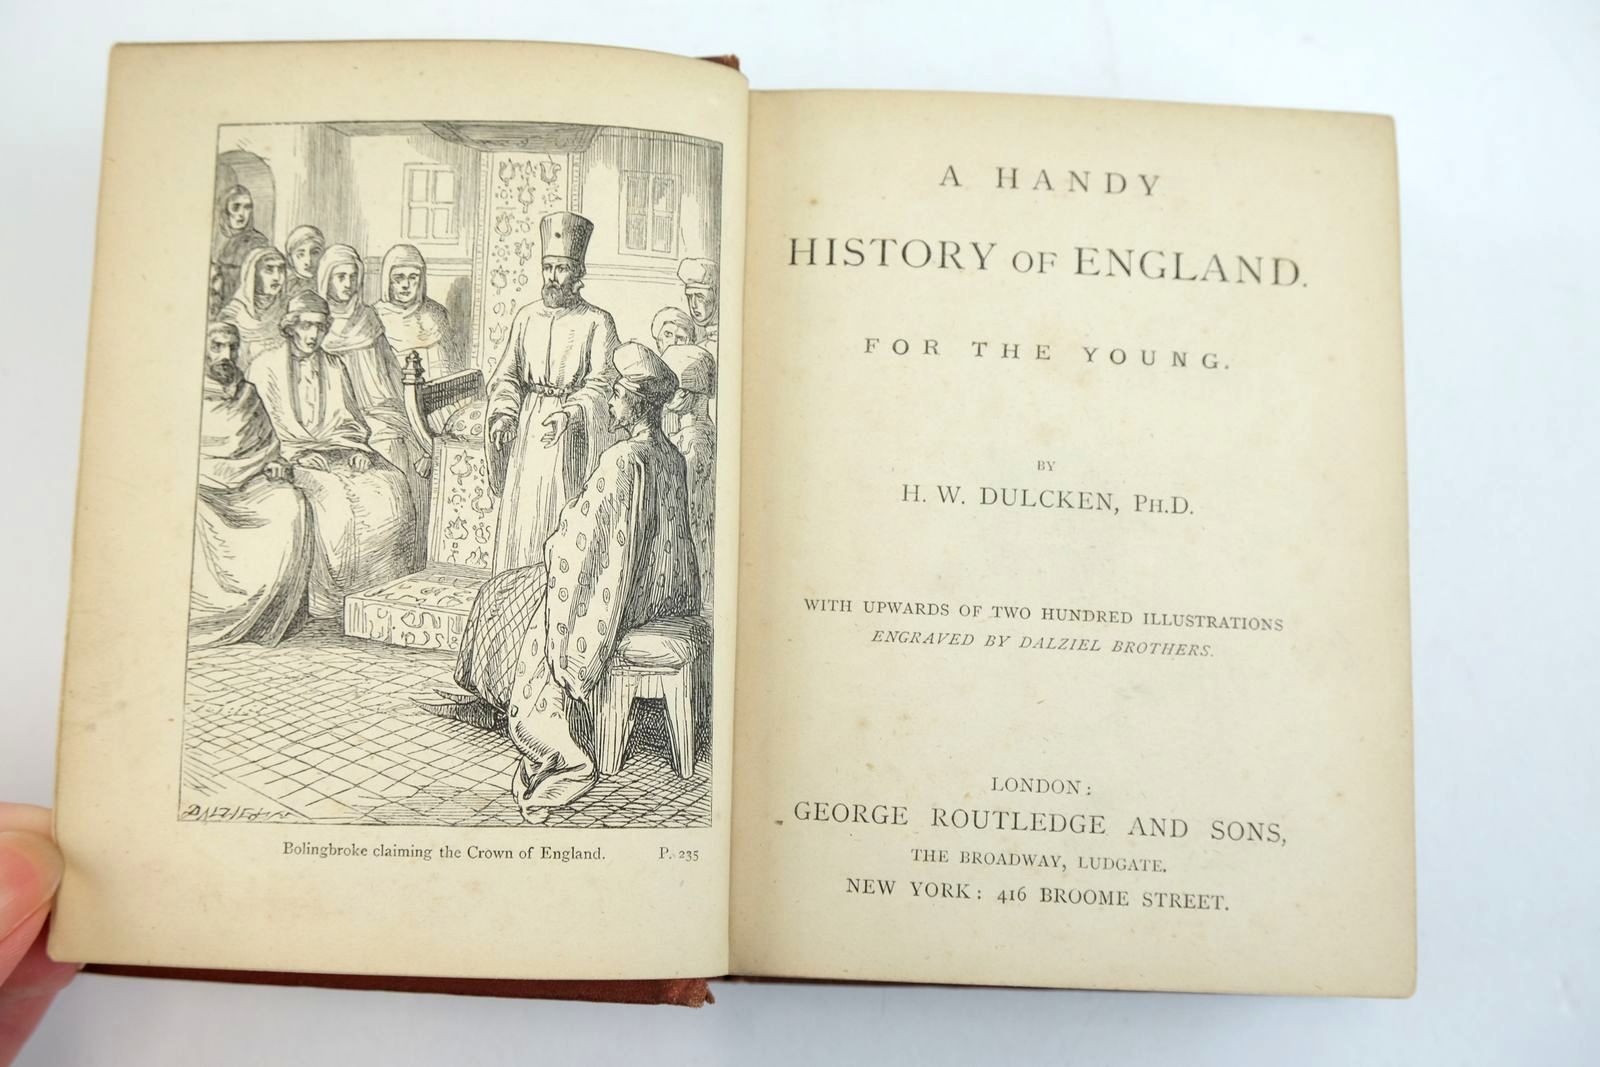 DALZIEL
Bolingbroke claiming the Crown of England. P. 235
A HANDY
HISTORY OF ENGLAND.
FOR THE YOUNG.
BY
H. W. DULCKEN, PH.D.
WITH UPWARDS OF TWO HUNDRED ILLUSTRATIONS
ENGRAVED BY DALZIEL BROTHERS.
LONDON:
GEORGE ROUTLEDGE AND SONS,
THE BROADWAY, LUDGATE.
NEW YORK: 416 BROOME STREET.